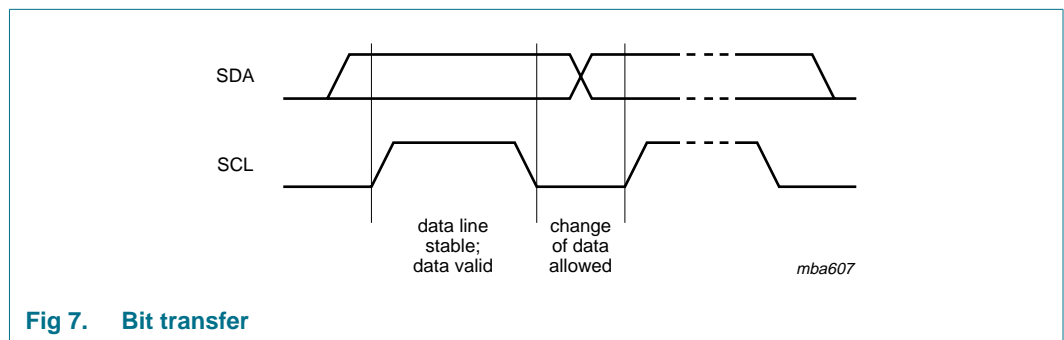 SDA
SCL
data line
stable;
data valid
change
of data
allowed
mba607
Fig 7. Bit transfer